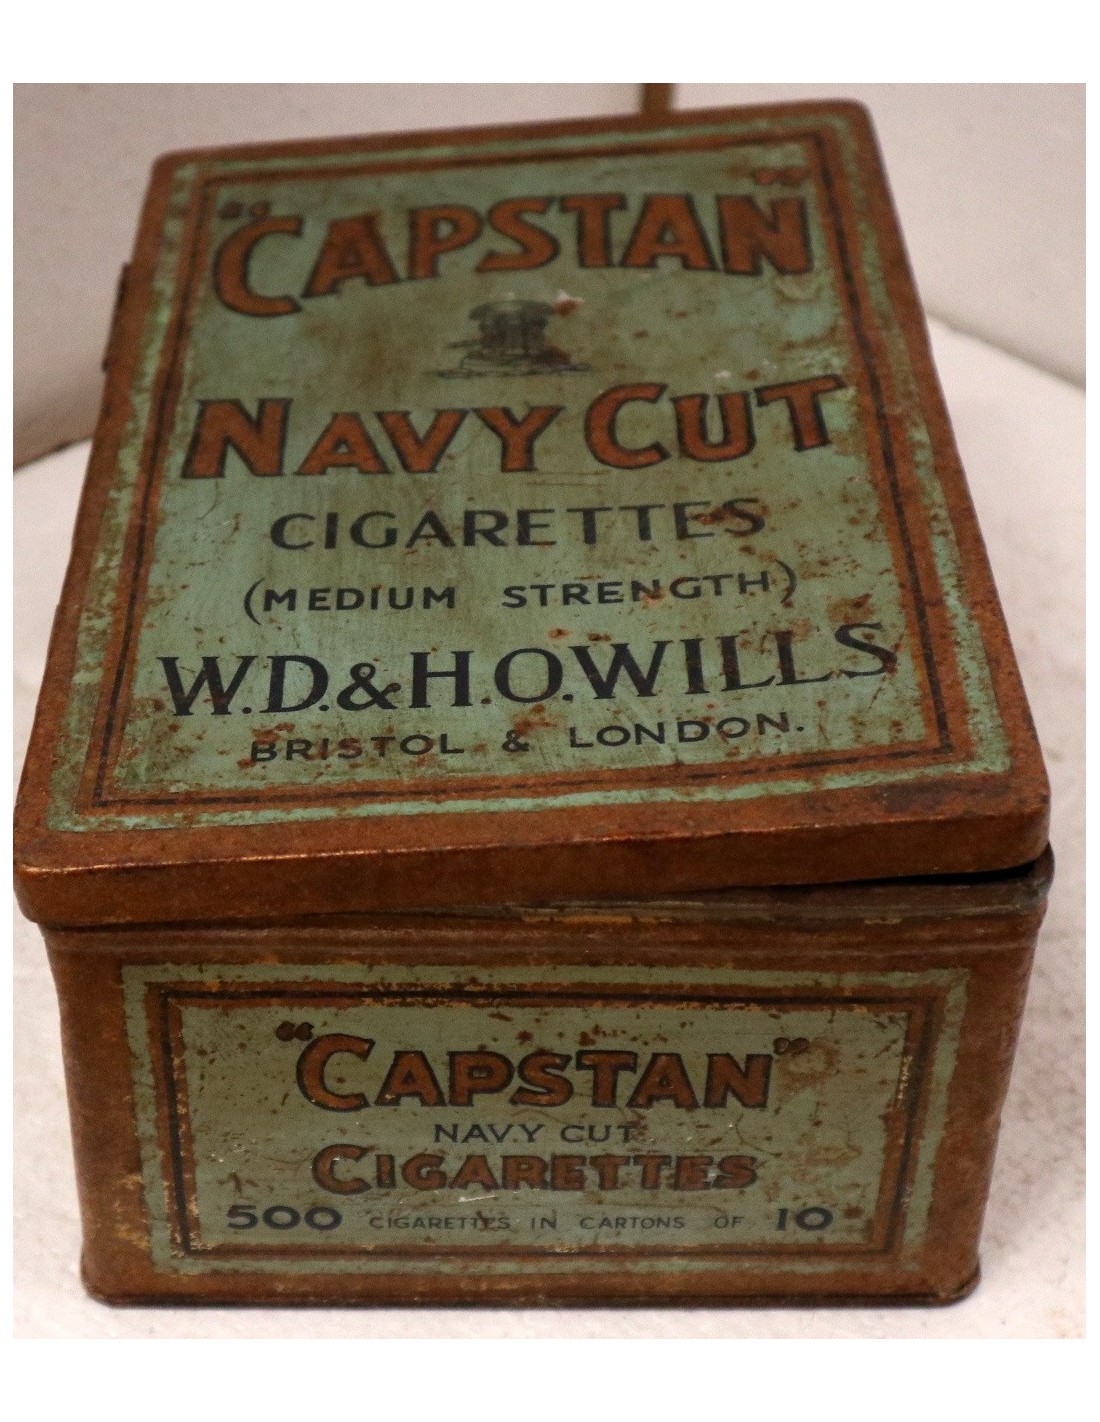 "CAPSTAN"
NAVY CUT
CIGARETTES
(MEDIUM STRENGTH)
W.D.&H.O.WILLS
BRISTOL & LONDON.
"CAPSTAN"
NAVY CUT
CIGARETTES
500 CIGARETTES IN CARTONS OF 10